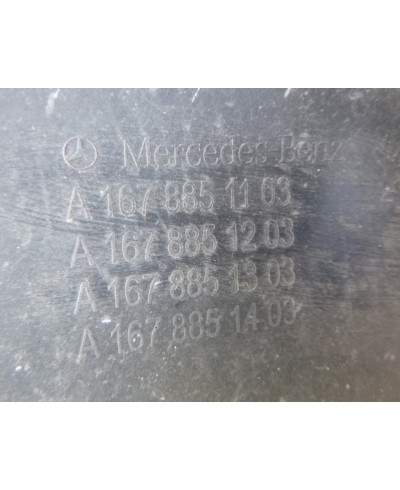 Mercedes-Benz
A 167 885 11 03
A 167 885 12 03
A 167 885 13 03
A 167 885 14 03